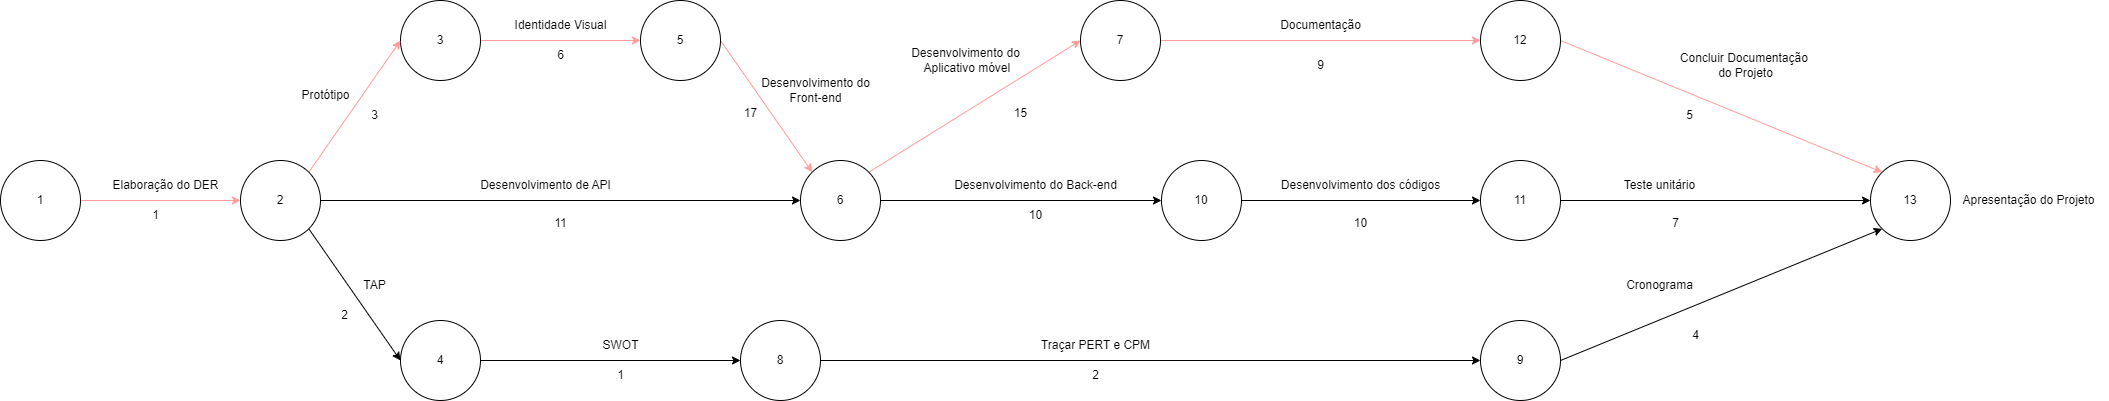 3
Identidade Visual
6
5
7
Documentação
9
12
Desenvolvimento do
Aplicativo móvel
15
Concluir Documentação
do Projeto
5
Protótipo
3
Desenvolvimento do
Front-end
17
1
Elaboração do DER
1
2
Desenvolvimento de API
11
6
Desenvolvimento do Back-end
10
10
Desenvolvimento dos códigos
10
11
Teste unitário
7
13
Apresentação do Projeto
TAP
2
Cronograma
4
4
SWOT
1
8
Traçar PERT e CPM
2
9